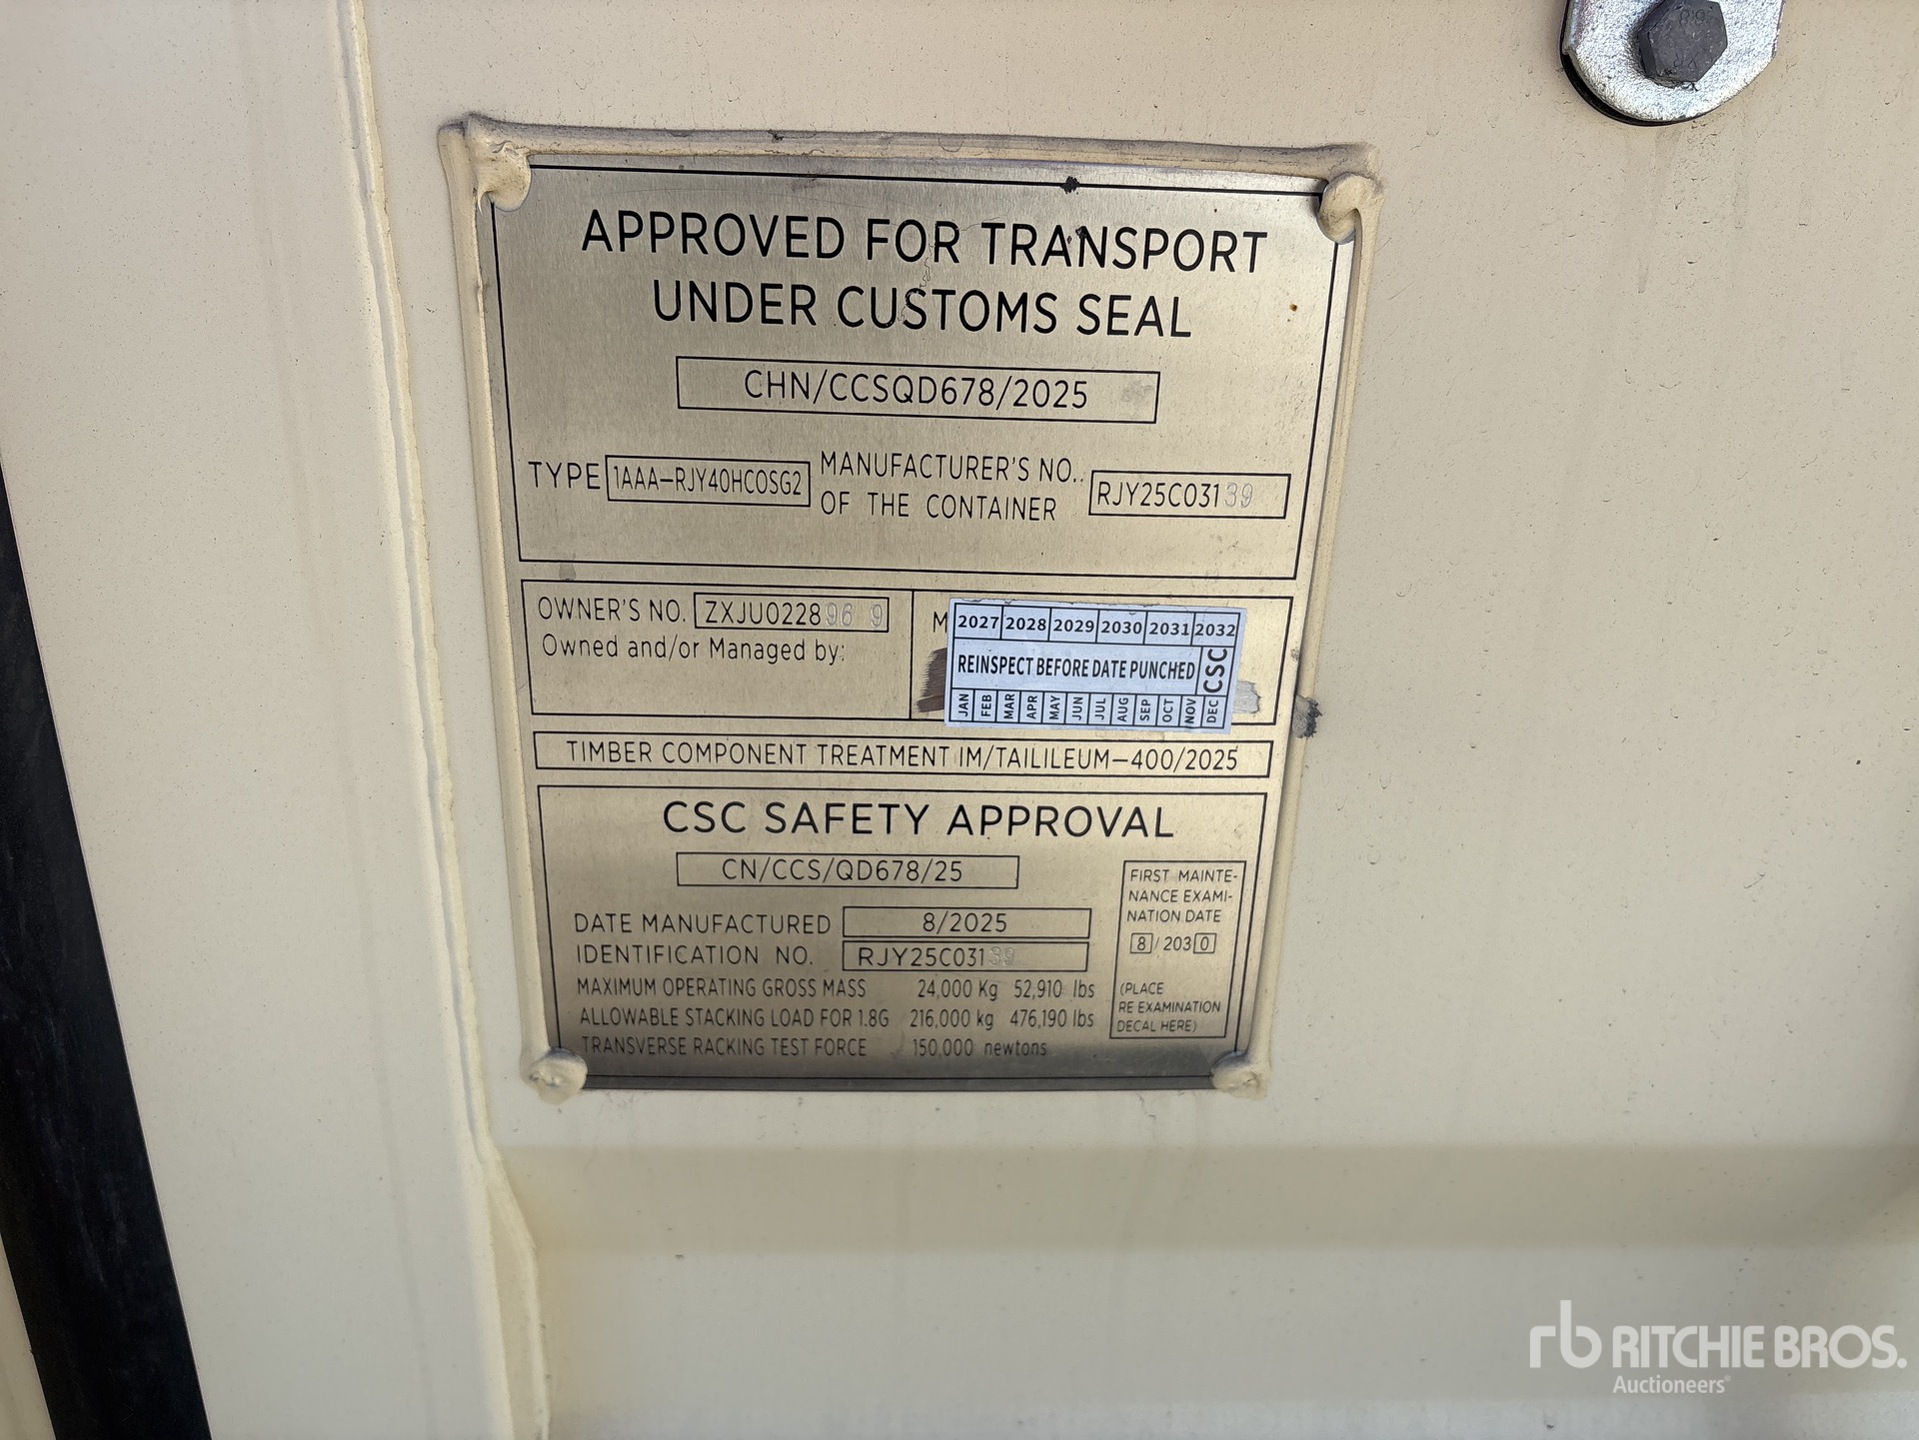 APPROVED FOR TRANSPORT
UNDER CUSTOMS SEAL
CHN/CCSQD678/2025
TYPE 1AAA-RJY40HC0SG2 MANUFACTURER'S NO.. OF THE CONTAINER RJY25C03139
OWNER'S NO. ZXJU022896 9
Owned and/or Managed by:
M
2027 2028 2029 2030 2031 2032
REINSPECT BEFORE DATE PUNCHED CSC
JAN FEB MAR APR MAY JUN JUL AUG SEP OCT NOV DEC
TIMBER COMPONENT TREATMENT IM/TAILILEUM-400/2025
CSC SAFETY APPROVAL
CN/CCS/QD678/25
DATE MANUFACTURED 8/2025
IDENTIFICATION NO. RJY25C03139
MAXIMUM OPERATING GROSS MASS 24,000 Kg 52,910 lbs
ALLOWABLE STACKING LOAD FOR 1.8G 216,000 kg 476,190 lbs
TRANSVERSE RACKING TEST FORCE 150,000 newtons
FIRST MAINTE-
NANCE EXAMI-
NATION DATE
8/2030
(PLACE
RE EXAMINATION
DECAL HERE)
rb RITCHIE BROS.
Auctioneers